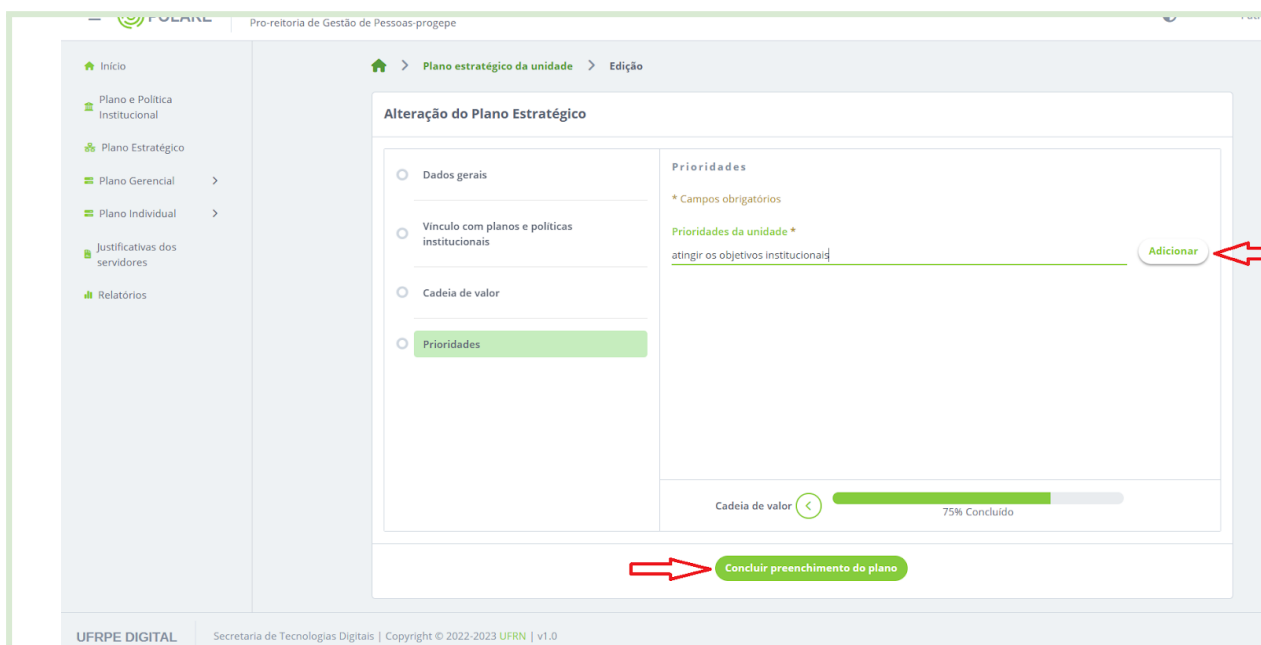 POLARE
Pro-reitoria de Gestão de Pessoas-progepe
Início
Plano e Política
Institucional
Plano Estratégico
Plano Gerencial
Plano Individual
Justificativas dos
servidores
Relatórios
Plano estratégico da unidade > Edição
Alteração do Plano Estratégico
Dados gerais
Vínculo com planos e políticas
institucionais
Cadeia de valor
Prioridades
Prioridades
* Campos obrigatórios
Prioridades da unidade *
atingir os objetivos institucionais
Adicionar
Cadeia de valor
75% Concluído
Concluir preenchimento do plano
UFRPE DIGITAL
Secretaria de Tecnologias Digitais | Copyright © 2022-2023 UFRN | v1.0